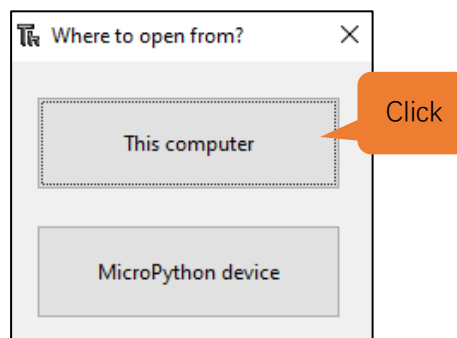 Where to open from?
This computer
Click
MicroPython device